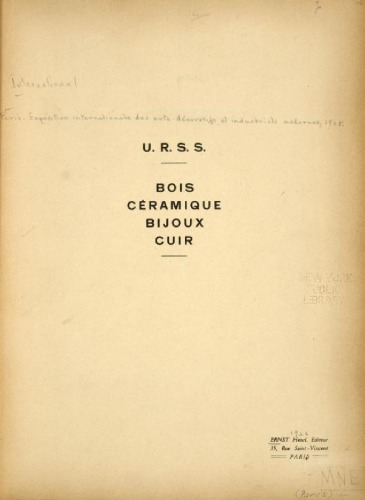 International
Paris. Exposition internationale des arts décoratifs et industriels modernes, 1925.
U. R. S. S.
BOIS
CÉRAMIQUE
BIJOUX
CUIR
NEW YORK
PUBLIC
LIBRARY
ERNST Henri, Editeur
35, Rue Saint-Vincent
PARIS
MNE